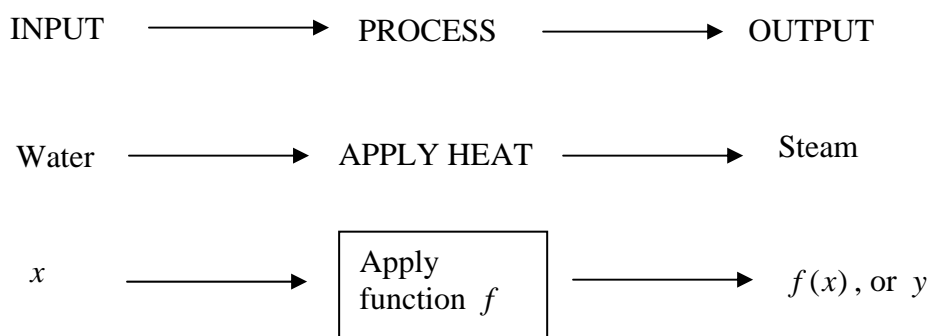 INPUT PROCESS OUTPUT
Water APPLY HEAT Steam
x Apply function f f(x), or y